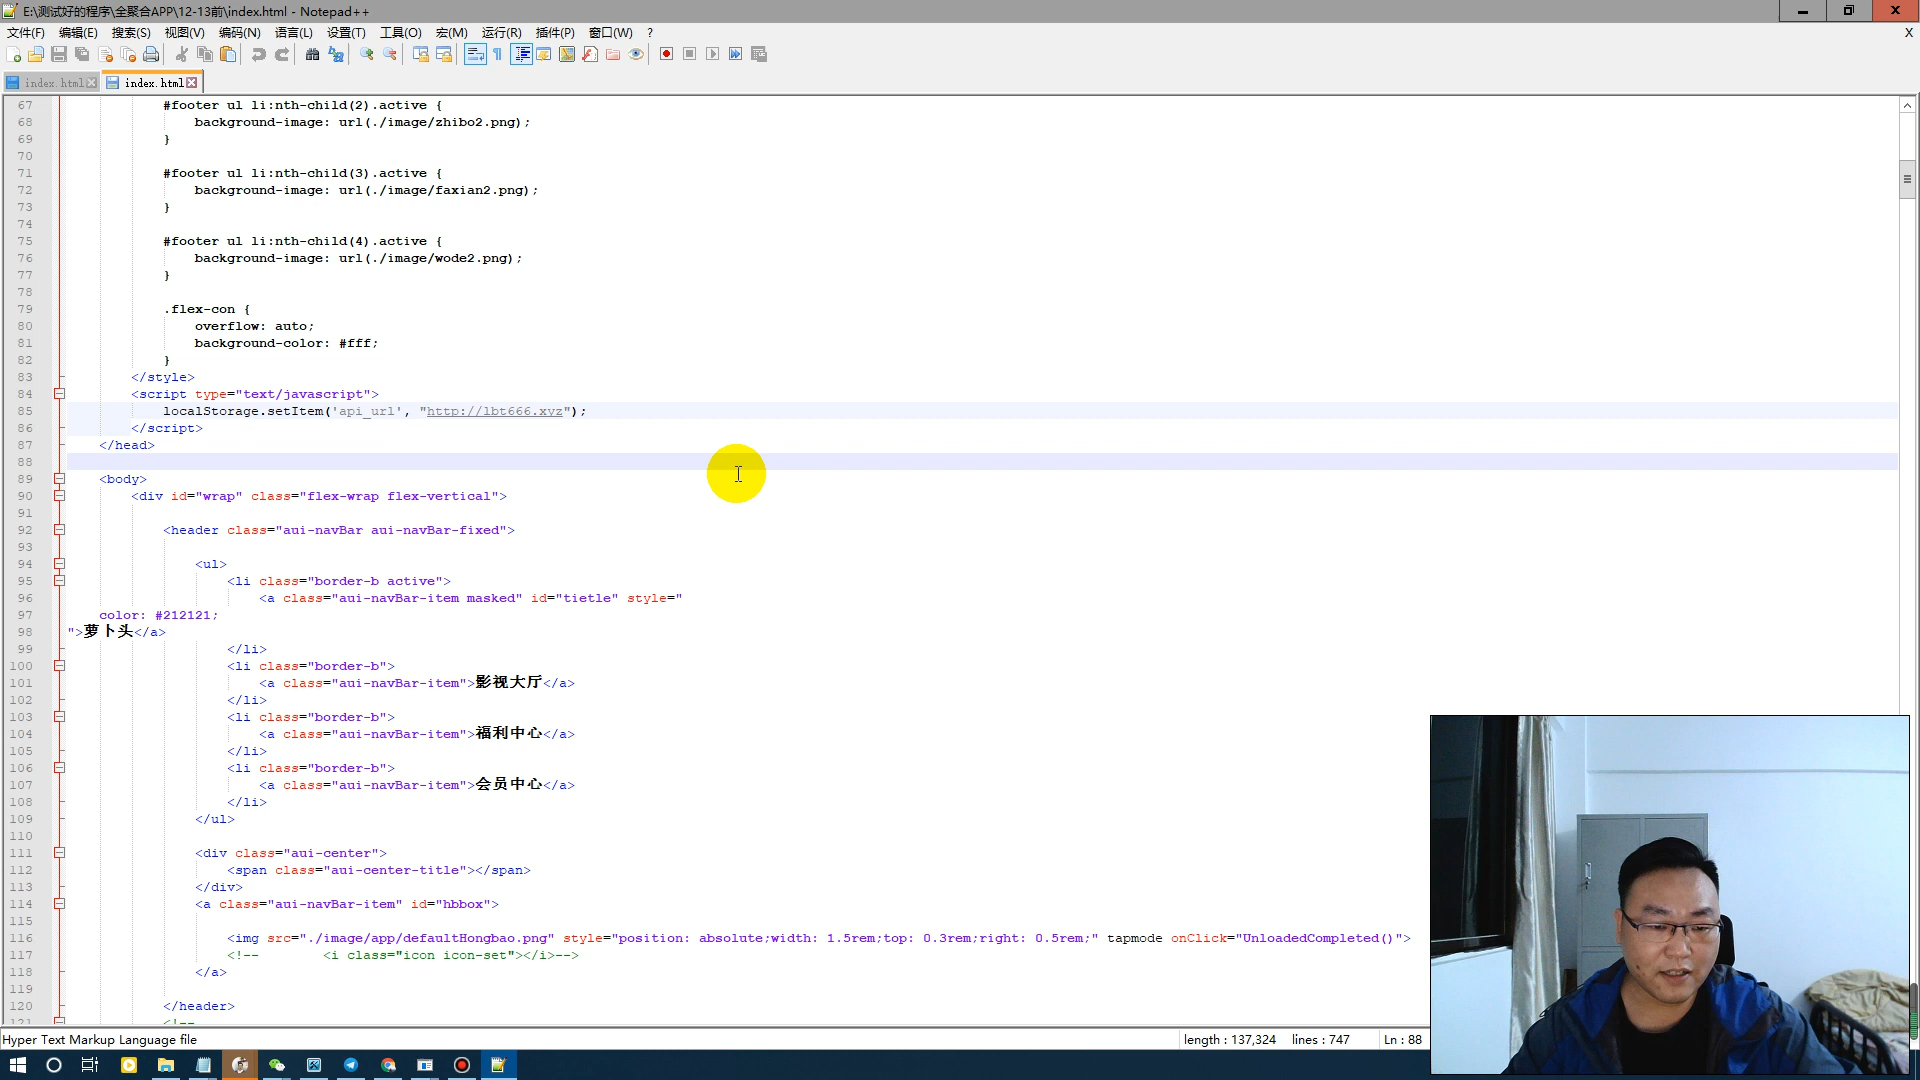 E:\测试好的程序\全聚合APP\12-13前\index.html - Notepad++
文件(F) 编辑(E) 搜索(S) 视图(V) 编码(N) 语言(L) 设置(T) 工具(O) 宏(M) 运行(R) 插件(P) 窗口(W) ? X
index.html index.html
67 #footer ul li:nth-child(2).active {
68 background-image: url(./image/zhibo2.png);
69 }
70
71 #footer ul li:nth-child(3).active {
72 background-image: url(./image/faxian2.png);
73 }
74
75 #footer ul li:nth-child(4).active {
76 background-image: url(./image/wode2.png);
77 }
78
79 .flex-con {
80 overflow: auto;
81 background-color: #fff;
82 }
83 </style>
84 <script type="text/javascript">
85 localStorage.setItem('api_url', "http://lbt666.xyz");
86 </script>
87 </head>
88
89 <body>
90 <div id="wrap" class="flex-wrap flex-vertical">
91
92 <header class="aui-navBar aui-navBar-fixed">
93
94 <ul>
95 <li class="border-b active">
96 <a class="aui-navBar-item masked" id="tietle" style="
97 color: #212121;
98 ">萝卜头</a>
99 </li>
100 <li class="border-b">
101 <a class="aui-navBar-item">影视大厅</a>
102 </li>
103 <li class="border-b">
104 <a class="aui-navBar-item">福利中心</a>
105 </li>
106 <li class="border-b">
107 <a class="aui-navBar-item">会员中心</a>
108 </li>
109 </ul>
110
111 <div class="aui-center">
112 <span class="aui-center-title"></span>
113 </div>
114 <a class="aui-navBar-item" id="hbbox">
115
116 <img src="./image/app/defaultHongbao.png" style="position: absolute;width: 1.5rem;top: 0.3rem;right: 0.5rem;" tapmode onClick="UnloadedCompleted()">
117 <!-- <i class="icon icon-set"></i>-->
118 </a>
119
120 </header>
121 <!--
Hyper Text Markup Language file length : 137,324 lines : 747 Ln : 88